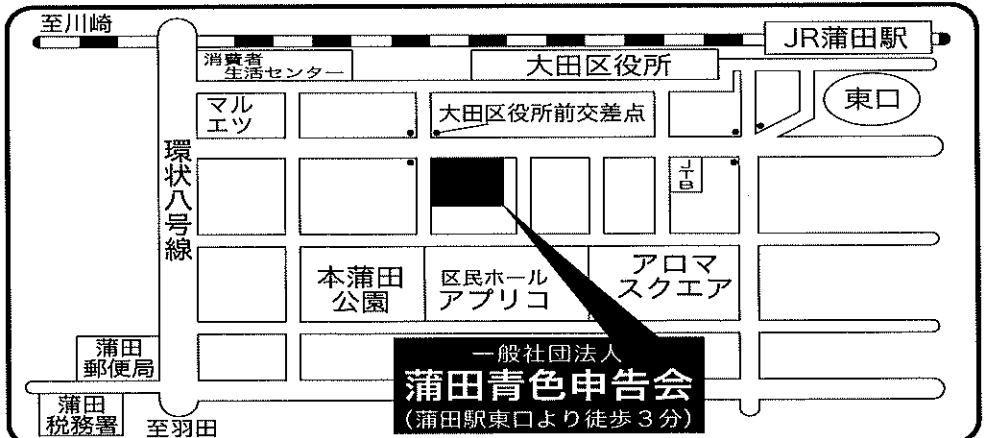 至川崎
JR蒲田駅
消費者
生活センター
大田区役所
東口
マル
エツ
大田区役所前交差点
環状八号線
JTB
本蒲田
公園
区民ホール
アプリコ
アロマ
スクエア
蒲田
郵便局
一般社団法人
蒲田青色申告会
(蒲田駅東口より徒歩3分)
蒲田
税務署
至羽田